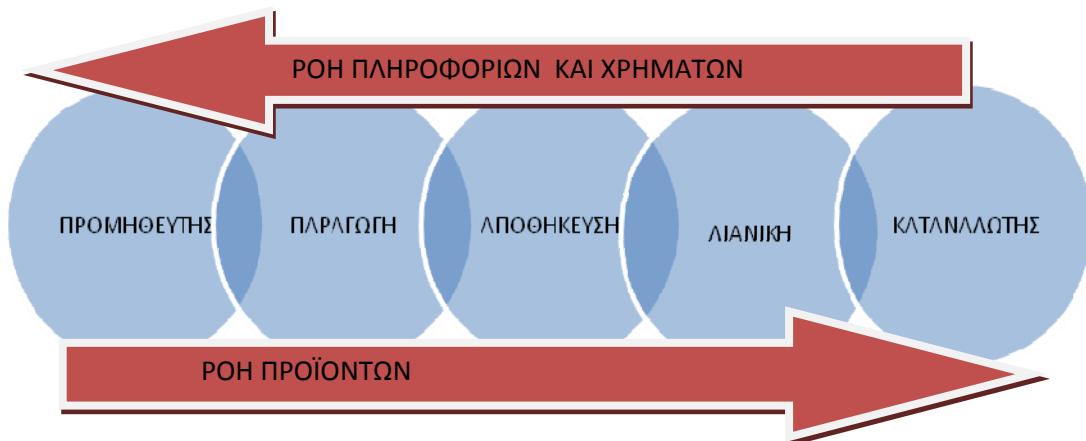 ΡΟΗ ΠΛΗΡΟΦΟΡΙΩΝ ΚΑΙ ΧΡΗΜΑΤΩΝ
ΠΡΟΜΗΘΕΥΤΗΣ
ΠΑΡΑΓΩΓΗ
ΑΠΟΘΗΚΕΥΣΗ
ΛΙΑΝΙΚΗ
ΚΑΤΑΝΑΛΩΤΗΣ
ΡΟΗ ΠΡΟΪΟΝΤΩΝ